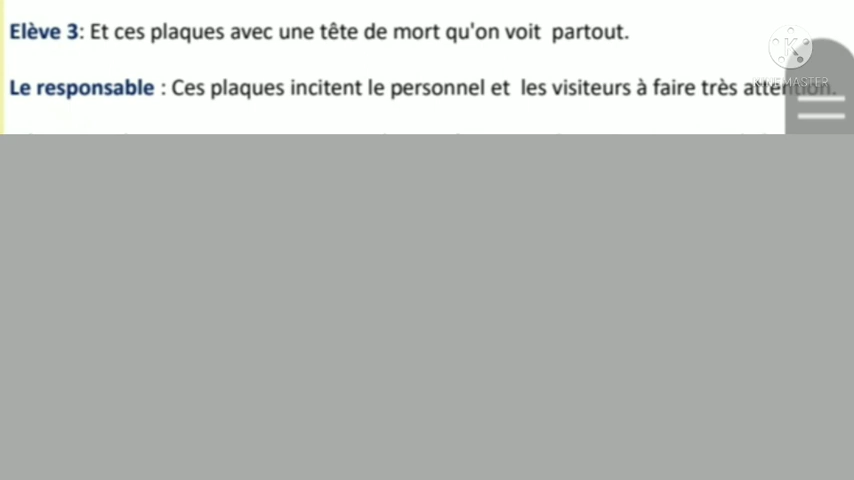 Elève 3: Et ces plaques avec une tête de mort qu'on voit partout.
KINEMASTER
Le responsable : Ces plaques incitent le personnel et les visiteurs à faire très attention.